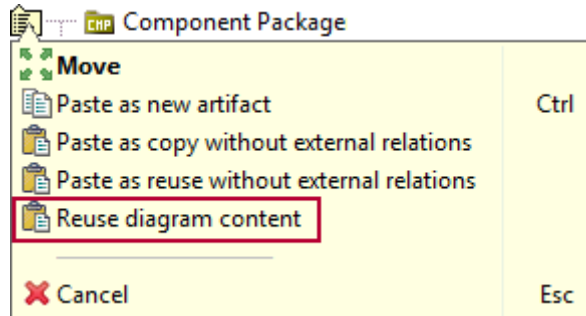 CMP Component Package
Move
Paste as new artifact Ctrl
Paste as copy without external relations
Paste as reuse without external relations
Reuse diagram content
Cancel Esc